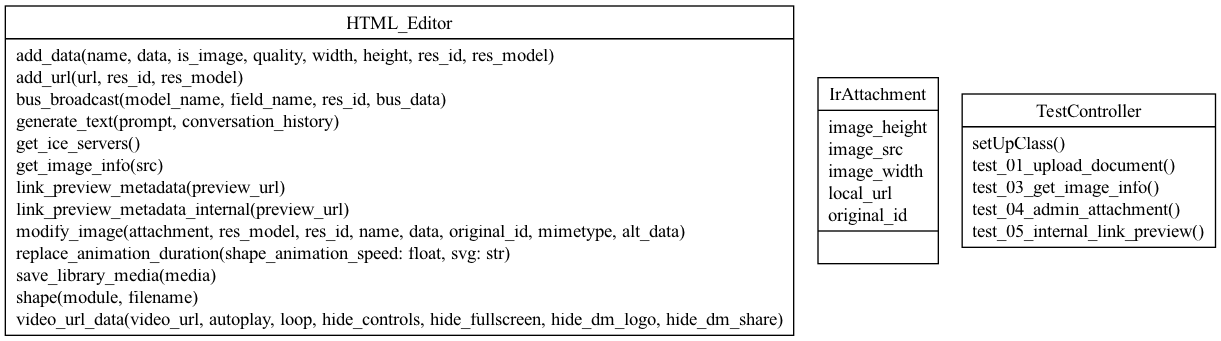 HTML_Editor
add_data(name, data, is_image, quality, width, height, res_id, res_model)
add_url(url, res_id, res_model)
bus_broadcast(model_name, field_name, res_id, bus_data)
generate_text(prompt, conversation_history)
get_ice_servers()
get_image_info(src)
link_preview_metadata(preview_url)
link_preview_metadata_internal(preview_url)
modify_image(attachment, res_model, res_id, name, data, original_id, mimetype, alt_data)
replace_animation_duration(shape_animation_speed: float, svg: str)
save_library_media(media)
shape(module, filename)
video_url_data(video_url, autoplay, loop, hide_controls, hide_fullscreen, hide_dm_logo, hide_dm_share)
IrAttachment
image_height
image_src
image_width
local_url
original_id
TestController
setUpClass()
test_01_upload_document()
test_03_get_image_info()
test_04_admin_attachment()
test_05_internal_link_preview()